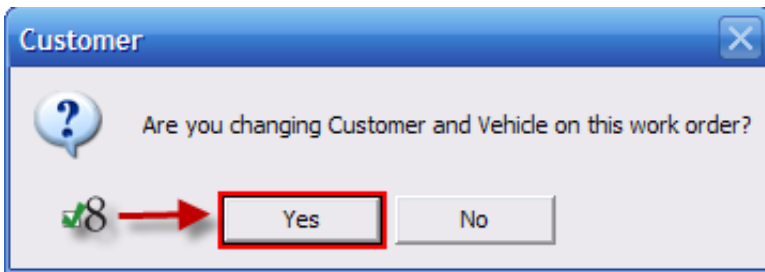 Customer
Are you changing Customer and Vehicle on this work order?
8 Yes No